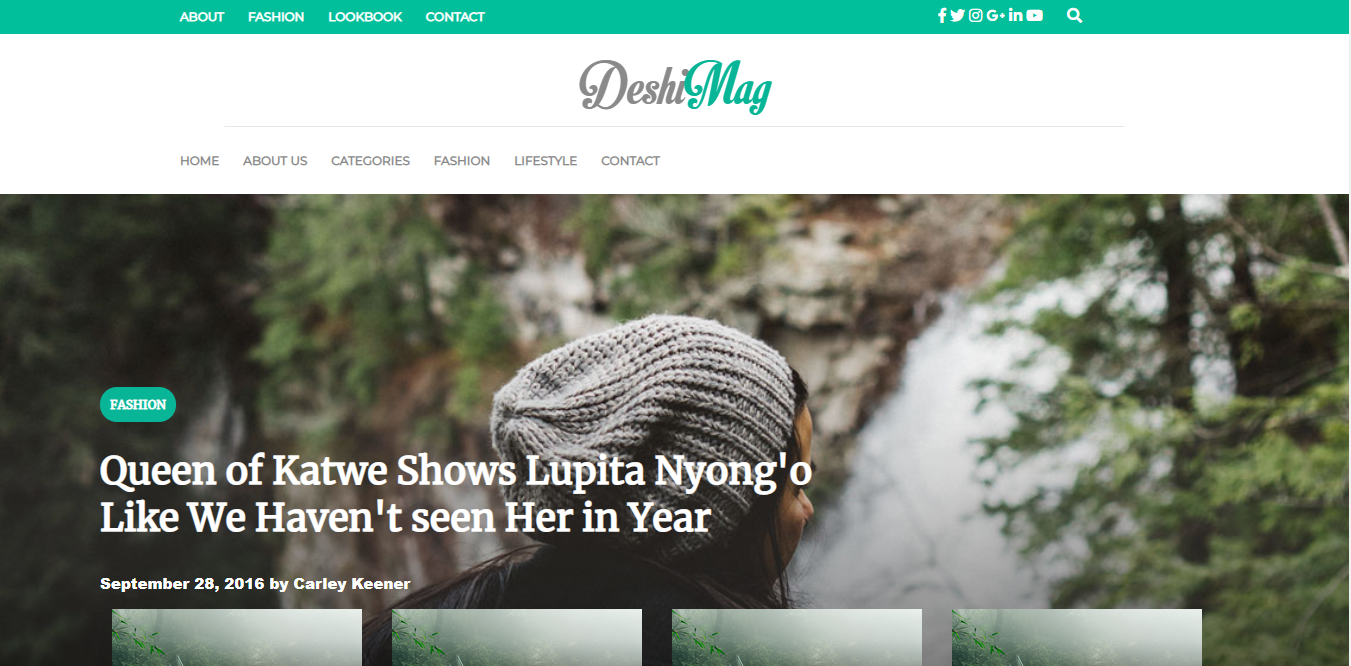 ABOUT FASHION LOOKBOOK CONTACT
DeshiMag
HOME ABOUT US CATEGORIES FASHION LIFESTYLE CONTACT
FASHION
Queen of Katwe Shows Lupita Nyong'o
Like We Haven't seen Her in Year
September 28, 2016 by Carley Keener